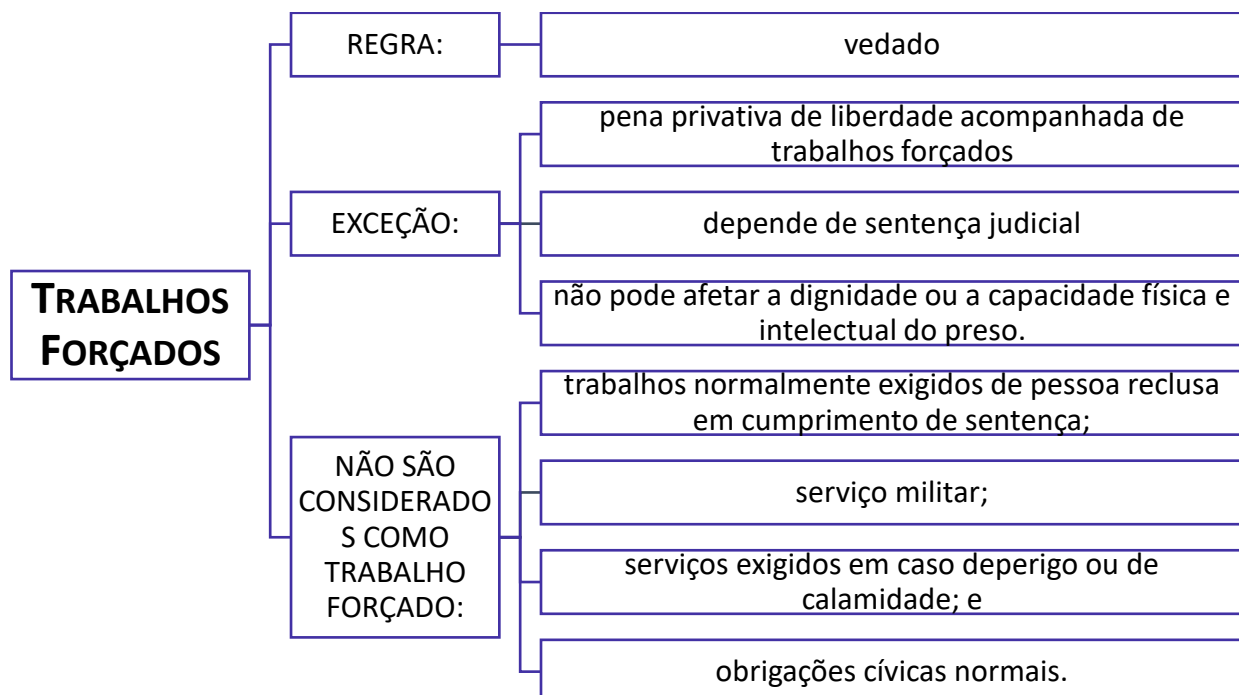 REGRA:
vedado
pena privativa de liberdade acompanhada de
trabalhos forçados
EXCEÇÃO:
depende de sentença judicial
não pode afetar a dignidade ou a capacidade física e
intelectual do preso.
TRABALHOS
FORÇADOS
trabalhos normalmente exigidos de pessoa reclusa
em cumprimento de sentença;
NÃO SÃO
CONSIDERADO
S COMO
TRABALHO
FORÇADO:
serviço militar;
serviços exigidos em caso deperigo ou de
calamidade; e
obrigações cívicas normais.